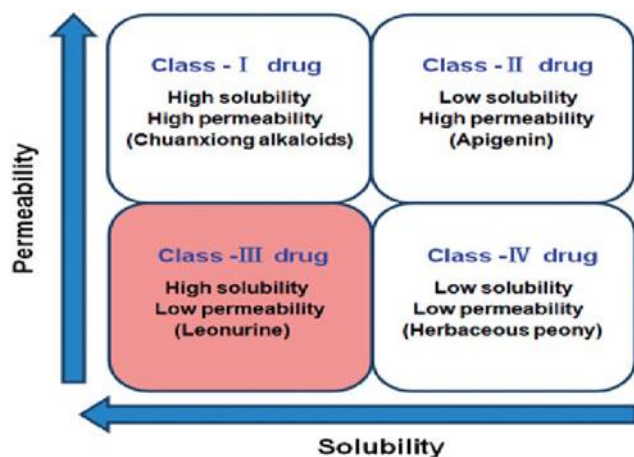 Permeability
Class - I drug
High solubility
High permeability
(Chuanxiong alkaloids)
Class -II drug
Low solubility
High permeability
(Apigenin)
Class -III drug
High solubility
Low permeability
(Leonurine)
Class -IV drug
Low solubility
Low permeability
(Herbaceous peony)
Solubility